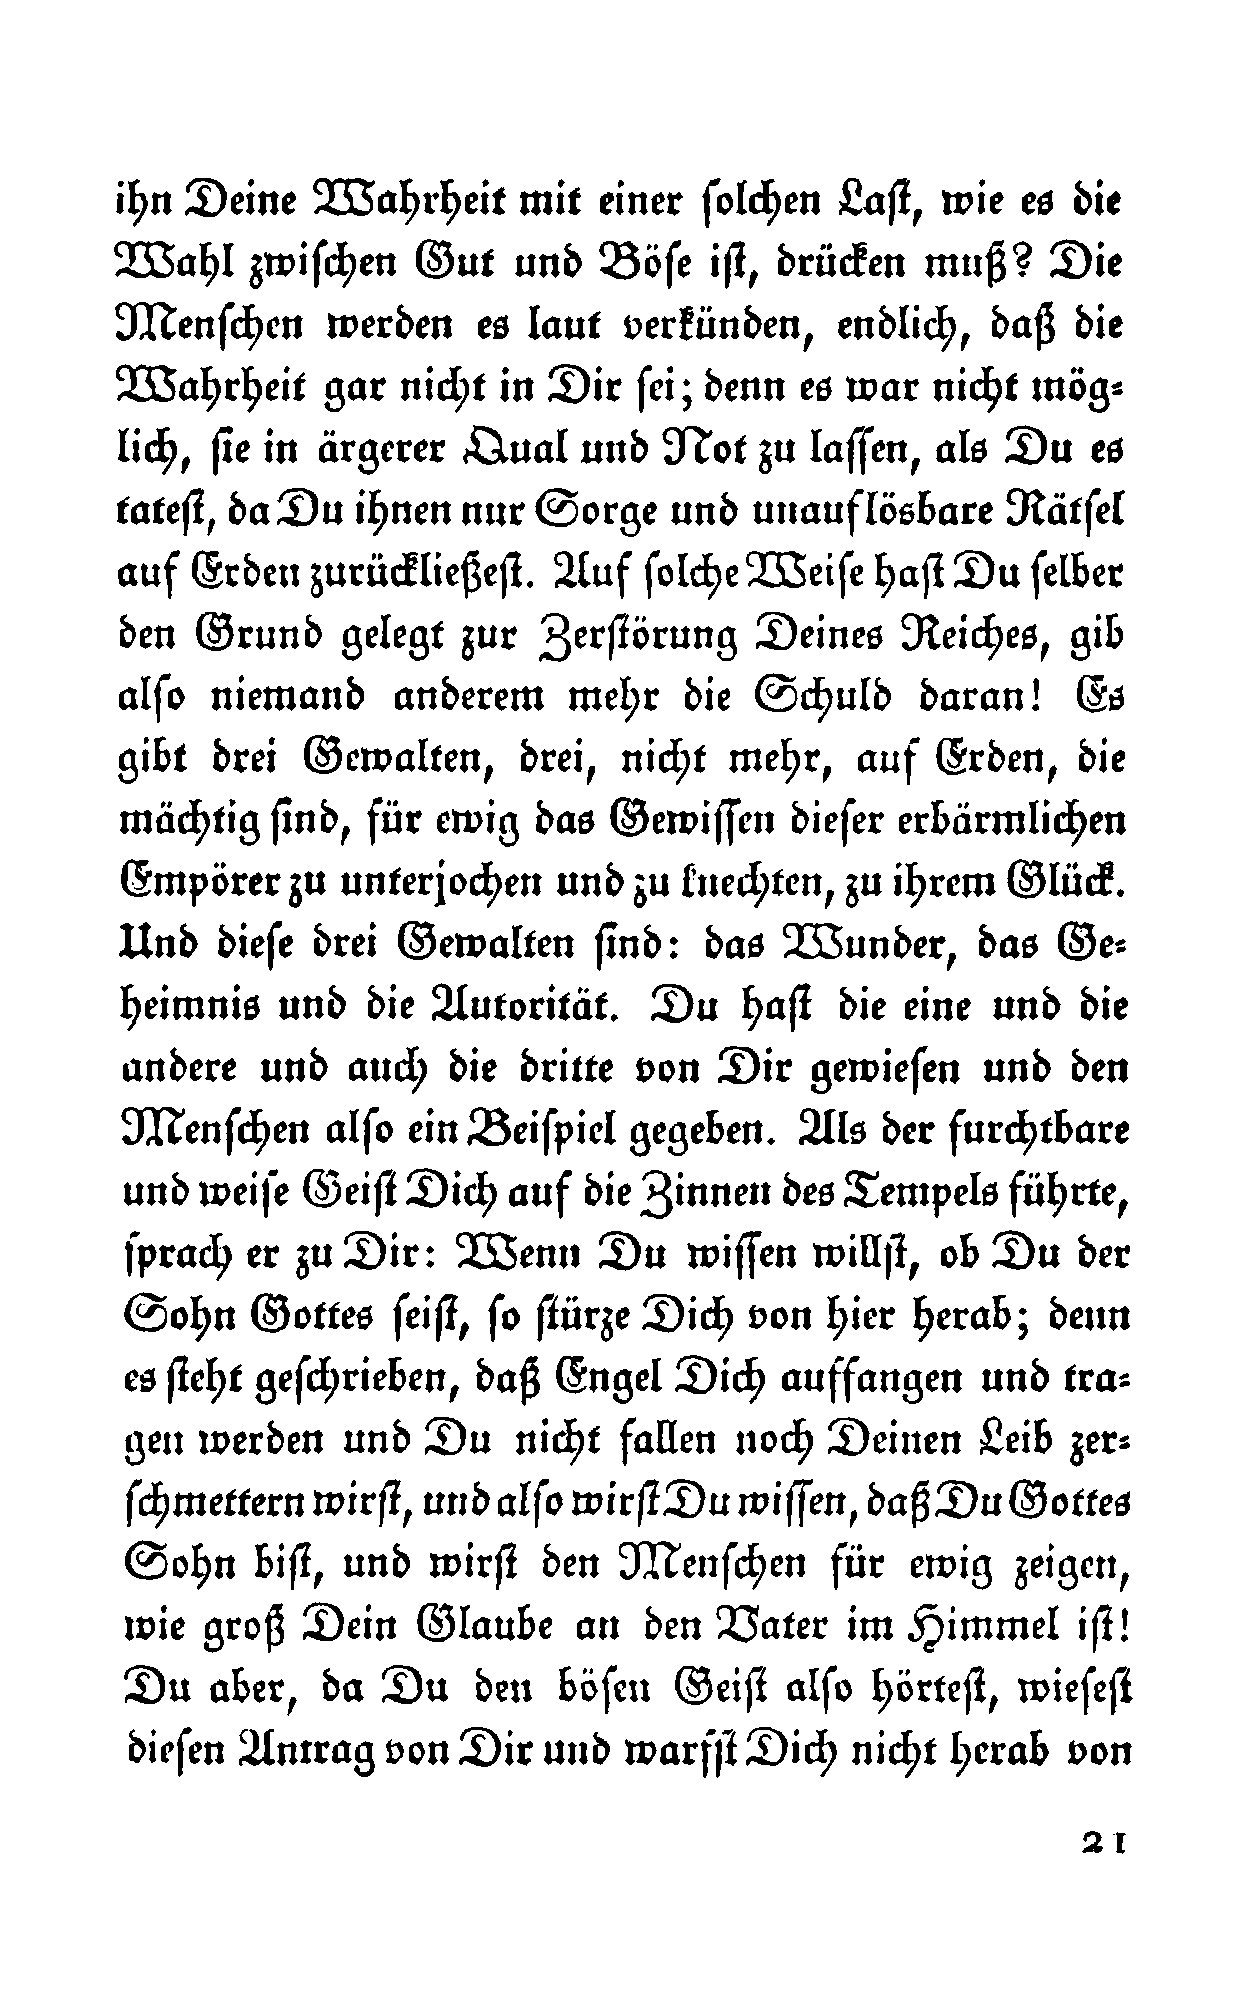 ihn Deine Wahrheit mit einer ſolchen Laſt, wie es die
Wahl zwiſchen Gut und Böſe iſt, drücken muß? Die
Menſchen werden es laut verkünden, endlich, daß die
Wahrheit gar nicht in Dir ſei; denn es war nicht mög⸗
lich, ſie in ärgerer Qual und Not zu laſſen, als Du es
tateſt, da Du ihnen nur Sorge und unauflösbare Rätſel
auf Erden zurückließeſt. Auf ſolche Weiſe haſt Du ſelber
den Grund gelegt zur Zerſtörung Deines Reiches, gib
alſo niemand anderem mehr die Schuld daran! Es
gibt drei Gewalten, drei, nicht mehr, auf Erden, die
mächtig ſind, für ewig das Gewiſſen dieſer erbärmlichen
Empörer zu unterjochen und zu knechten, zu ihrem Glück.
Und dieſe drei Gewalten ſind: das Wunder, das Ge⸗
heimnis und die Autorität. Du haſt die eine und die
andere und auch die dritte von Dir gewieſen und den
Menſchen alſo ein Beiſpiel gegeben. Als der furchtbare
und weiſe Geiſt Dich auf die Zinnen des Tempels führte,
ſprach er zu Dir: Wenn Du wiſſen willſt, ob Du der
Sohn Gottes ſeiſt, ſo ſtürze Dich von hier herab; denn
es ſteht geſchrieben, daß Engel Dich auffangen und tra⸗
gen werden und Du nicht fallen noch Deinen Leib zer⸗
ſchmettern wirſt, und alſo wirſt Du wiſſen, daß Du Gottes
Sohn biſt, und wirſt den Menſchen für ewig zeigen,
wie groß Dein Glaube an den Vater im Himmel iſt!
Du aber, da Du den böſen Geiſt alſo hörteſt, wieſeſt
dieſen Antrag von Dir und warfſt Dich nicht herab von
21